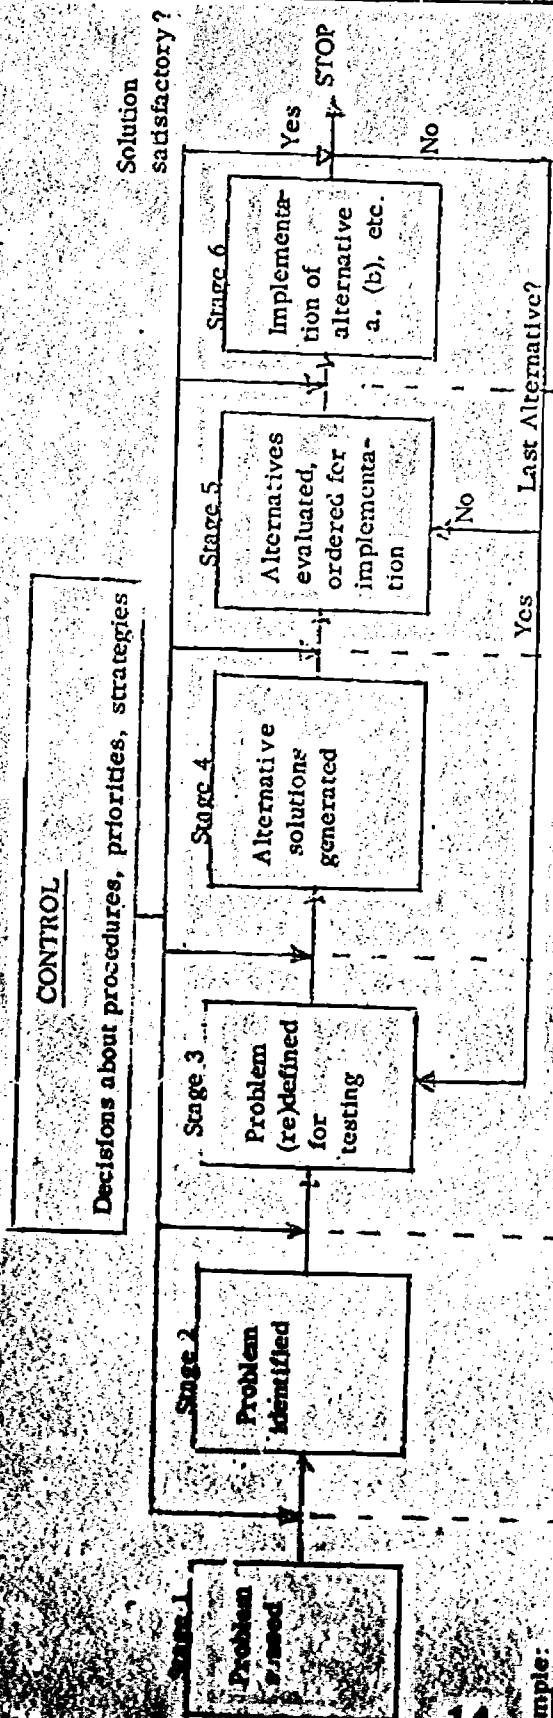 CONTROL
Decisions about procedures, priorities, strategies
Solution
satisfactory?
Stage 1
Problem
Stage 2
Problem
identified
Stage 3
Problem
(re)defined
for
testing
Stage 4
Alternative
solutions
generated
Stage 5
Alternatives
evaluated,
ordered for
implementa-
tion
Stage 6
Implementa-
tion of
alternative
a. (b), etc.
Yes
STOP
No
No
Last Alternative?
Yes
mple: